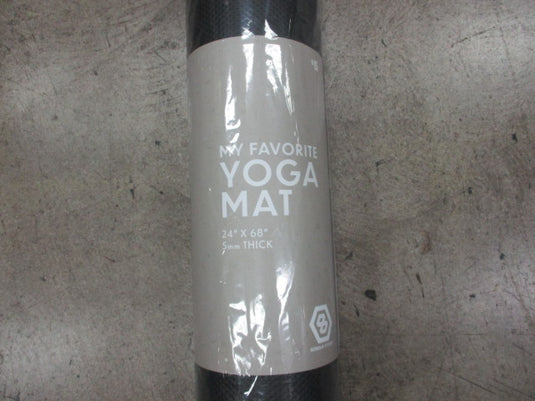 MY FAVORITE
YOGA
MAT
24" X 68"
5mm THICK